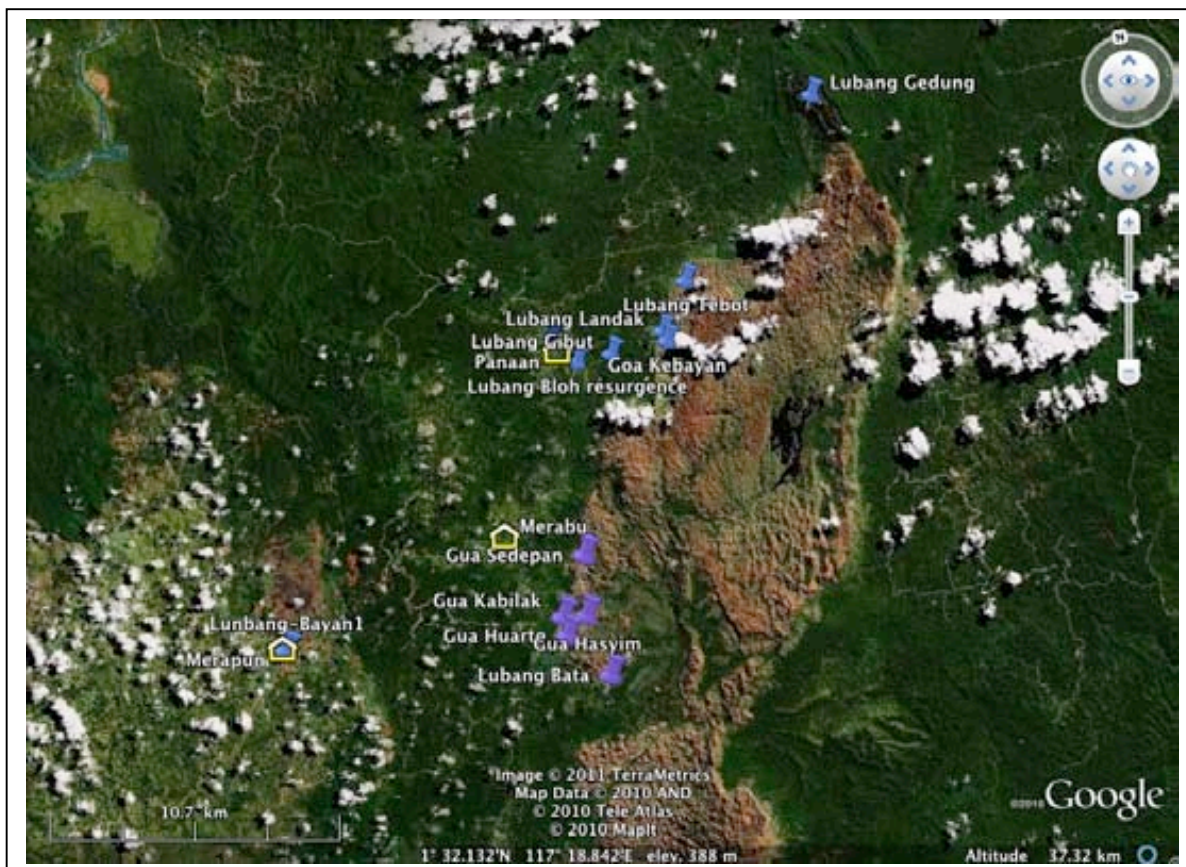 N
Lubang Gedung
Lubang Tebot
Lubang Landak
Lubang Gibut
Panaan
Goa Kebayan
Lubang Bloh resurgence
Merabu
Gua Sedepan
Gua Kabilak
Lunbang-Bayan1
Gua Huarte
Gua Hasyim
Merapun
Lubang Bata
Image © 2011 TerraMetrics
Map Data © 2010 AND
© 2010 Tele Atlas
© 2010 MapIt
10.7 km
©2010 Google
1° 32.132'N 117° 18.842'E elev. 388 m
Altitude 37.32 km